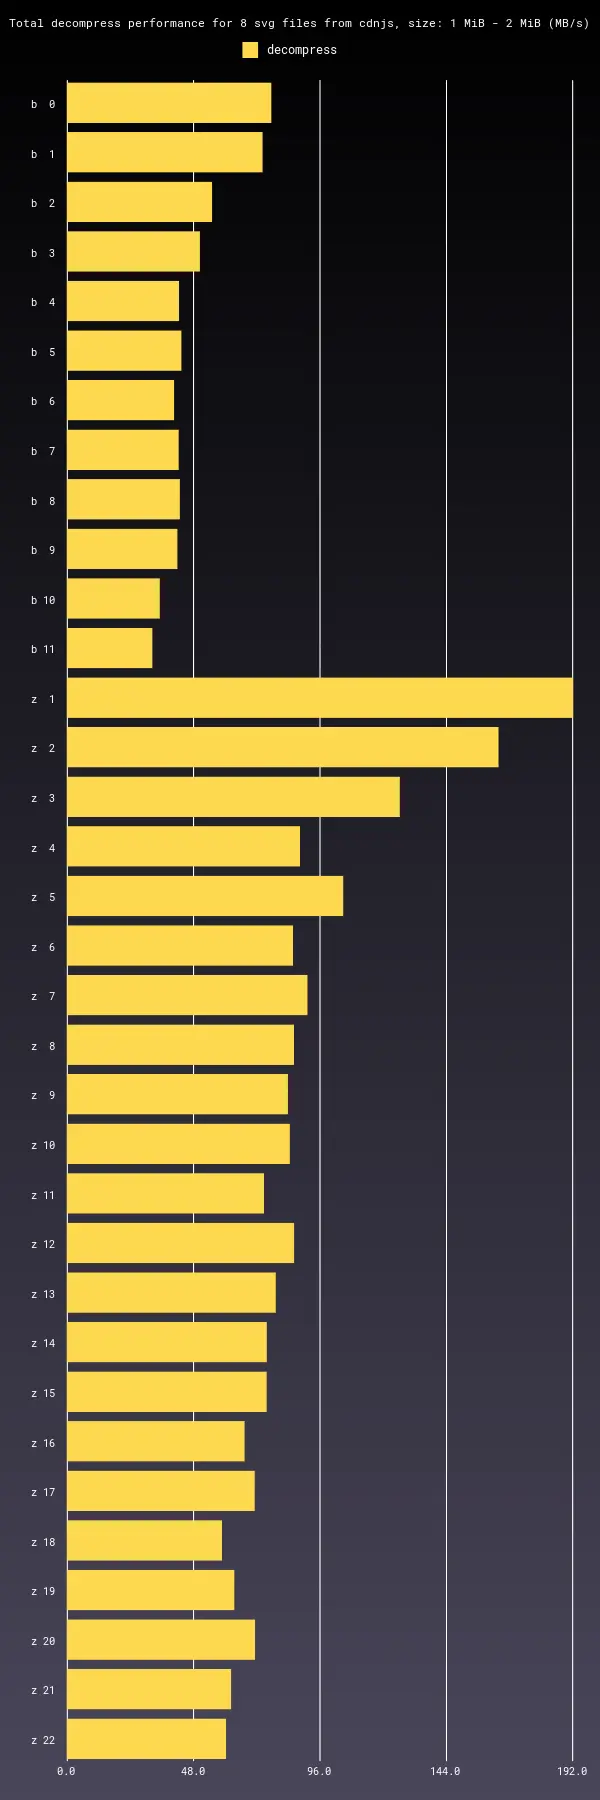 Total decompress performance for 8 svg files from cdnjs, size: 1 MiB - 2 MiB (MB/s)
decompress
b 0
b 1
b 2
b 3
b 4
b 5
b 6
b 7
b 8
b 9
b 10
b 11
z 1
z 2
z 3
z 4
z 5
z 6
z 7
z 8
z 9
z 10
z 11
z 12
z 13
z 14
z 15
z 16
z 17
z 18
z 19
z 20
z 21
z 22
0.0 48.0 96.0 144.0 192.0